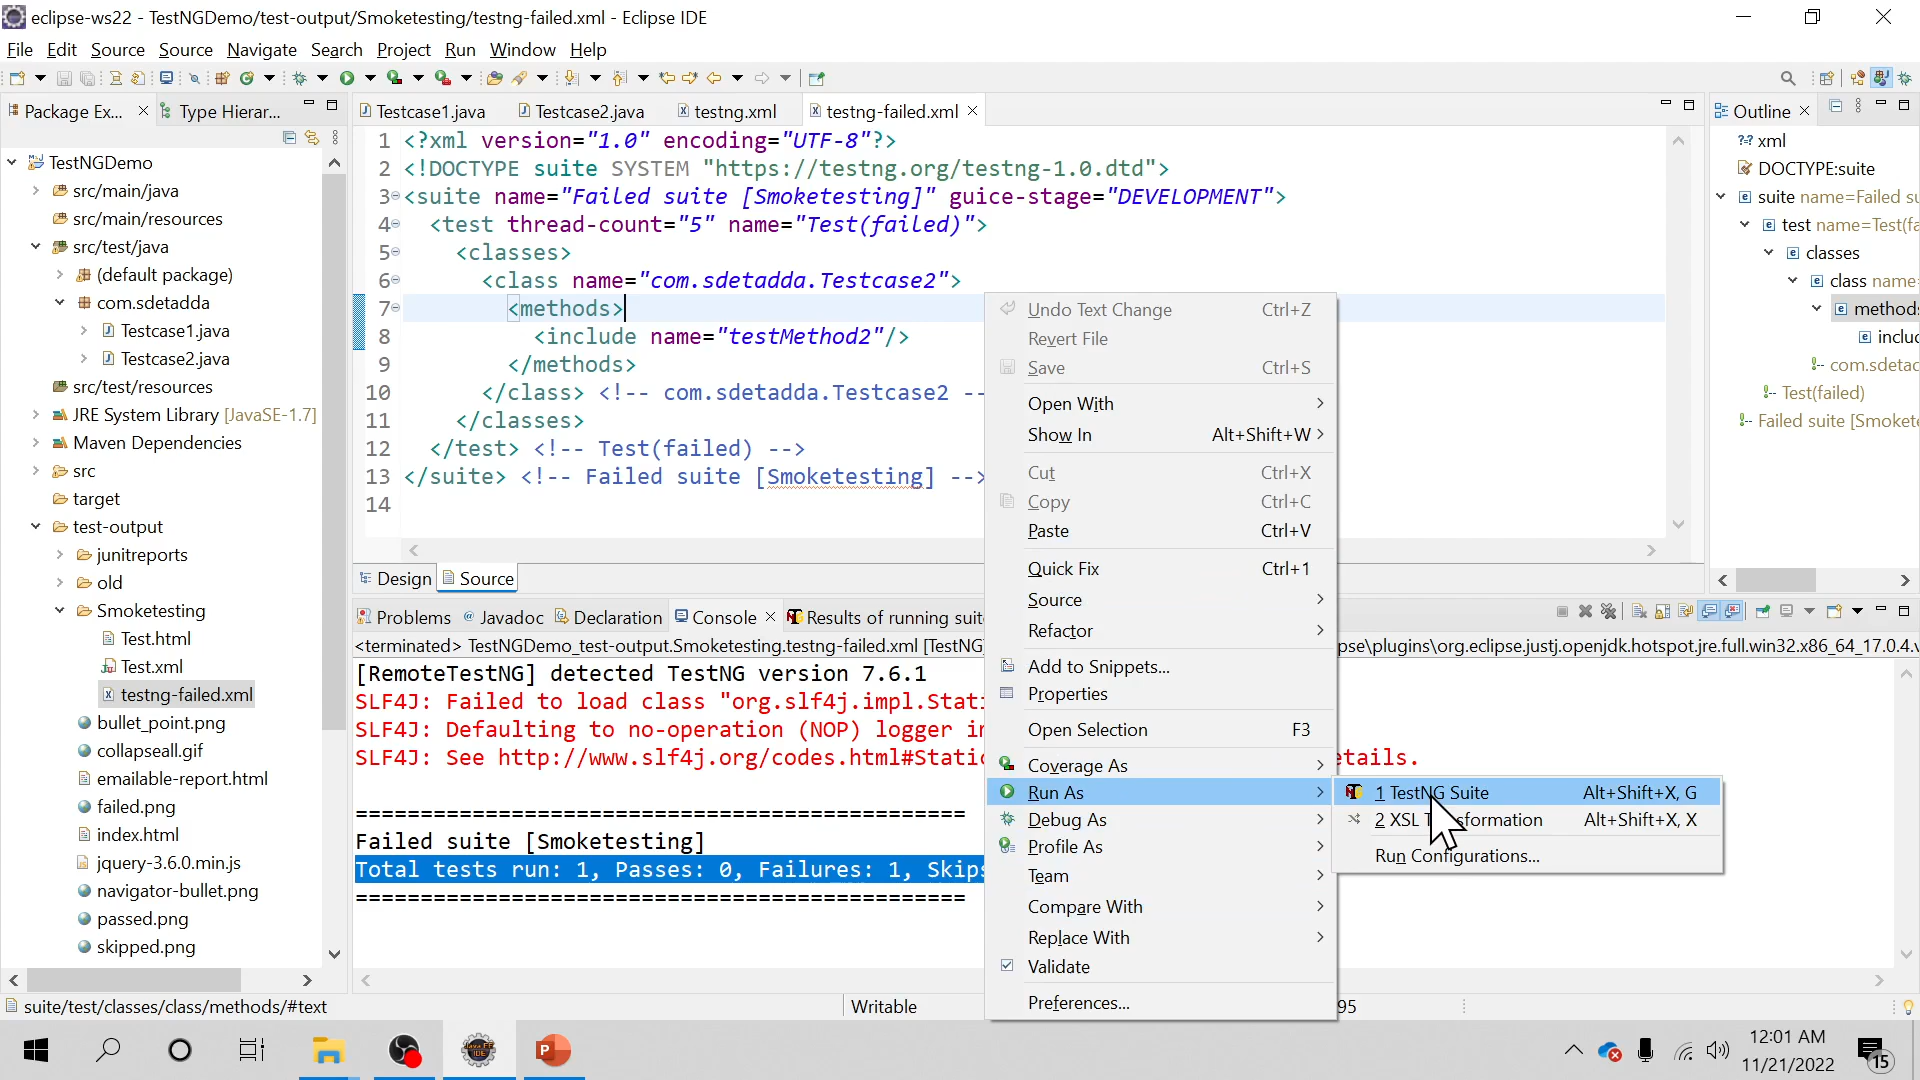 eclipse-ws22 - TestNGDemo/test-output/Smoketesting/testng-failed.xml - Eclipse IDE
File Edit Source Source Navigate Search Project Run Window Help
Package Ex... Type Hierar...
TestNGDemo
src/main/java
src/main/resources
src/test/java
(default package)
com.sdetadda
Testcase1.java
Testcase2.java
src/test/resources
JRE System Library [JavaSE-1.7]
Maven Dependencies
src
target
test-output
junitreports
old
Smoketesting
Test.html
Test.xml
testng-failed.xml
bullet_point.png
collapseall.gif
emailable-report.html
failed.png
index.html
jquery-3.6.0.min.js
navigator-bullet.png
passed.png
skipped.png
Testcase1.java Testcase2.java testng.xml testng-failed.xml
1 <?xml version="1.0" encoding="UTF-8"?>
2 <!DOCTYPE suite SYSTEM "https://testng.org/testng-1.0.dtd">
3 <suite name="Failed suite [Smoketesting]" guice-stage="DEVELOPMENT">
4 <test thread-count="5" name="Test(failed)">
5 <classes>
6 <class name="com.sdetadda.Testcase2">
7 <methods>
8 <include name="testMethod2"/>
9 </methods>
10 </class> <!-- com.sdetadda.Testcase2 --
11 </classes>
12 </test> <!-- Test(failed) -->
13 </suite> <!-- Failed suite [Smoketesting] -->
14
Design Source
Problems Javadoc Declaration Console Results of running suit
<terminated> TestNGDemo_test-output.Smoketesting.testng-failed.xml [TestNG
pse\plugins\org.eclipse.justj.openjdk.hotspot.jre.full.win32.x86_64_17.0.4.v
[RemoteTestNG] detected TestNG version 7.6.1
SLF4J: Failed to load class "org.slf4j.impl.Stati
SLF4J: Defaulting to no-operation (NOP) logger in
SLF4J: See http://www.slf4j.org/codes.html#Static
etails.
===============================================
Failed suite [Smoketesting]
Total tests run: 1, Passes: 0, Failures: 1, Skips
===============================================
Undo Text Change Ctrl+Z
Revert File
Save Ctrl+S
Open With
Show In Alt+Shift+W
Cut Ctrl+X
Copy Ctrl+C
Paste Ctrl+V
Quick Fix Ctrl+1
Source
Refactor
Add to Snippets...
Properties
Open Selection F3
Coverage As
Run As
Debug As
Profile As
Team
Compare With
Replace With
Validate
Preferences...
1 TestNG Suite Alt+Shift+X, G
2 XSL T sformation Alt+Shift+X, X
Run Configurations...
Outline
xml
DOCTYPE:suite
suite name=Failed su
test name=Test(fa
classes
class name=
methods
includ
com.sdetad
Test(failed)
Failed suite [Smokete
suite/test/classes/class/methods/#text
Writable
95
12:01 AM
11/21/2022
15